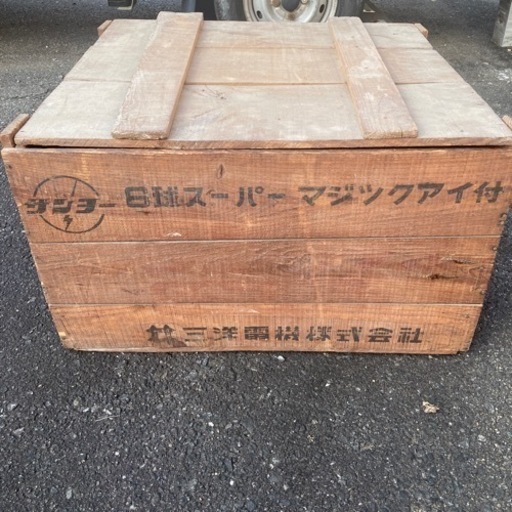 サンヨー 6球スーパー マジックアイ付
三洋電機株式会社